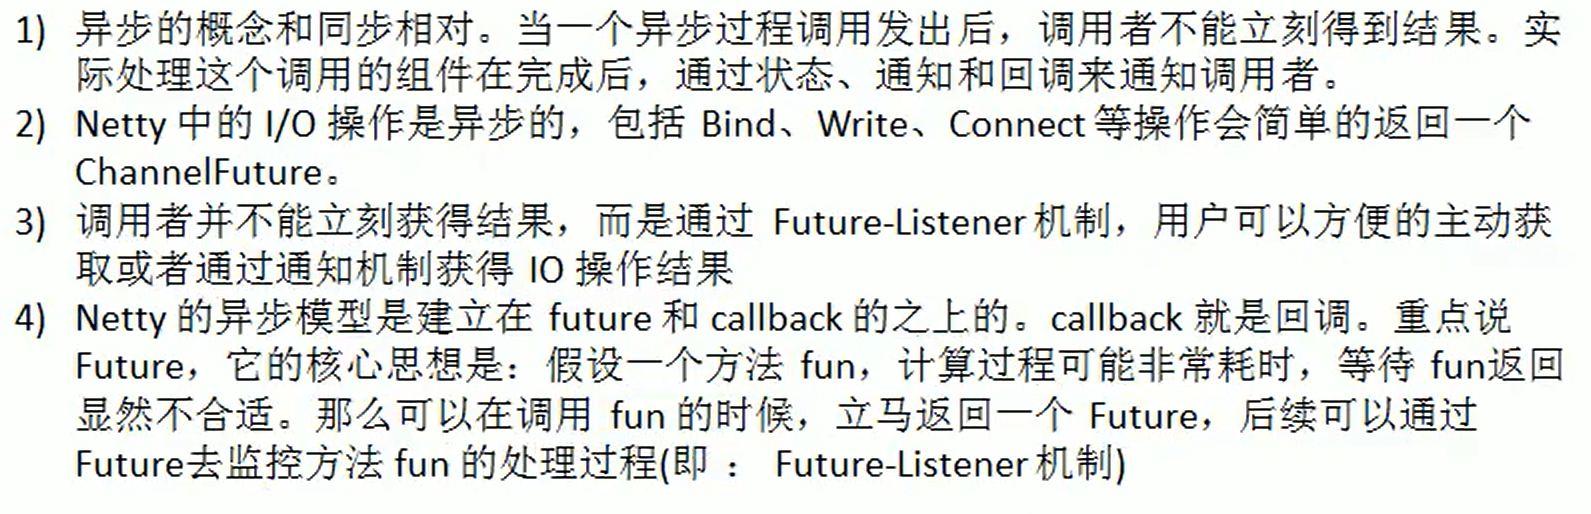 1) 异步的概念和同步相对。当一个异步过程调用发出后，调用者不能立刻得到结果。实
际处理这个调用的组件在完成后，通过状态、通知和回调来通知调用者。
2) Netty 中的 I/O 操作是异步的，包括 Bind、Write、Connect 等操作会简单的返回一个
ChannelFuture。
3) 调用者并不能立刻获得结果，而是通过 Future-Listener 机制，用户可以方便的主动获
取或者通过通知机制获得 IO 操作结果
4) Netty 的异步模型是建立在 future 和 callback 的之上的。callback 就是回调。重点说
Future，它的核心思想是：假设一个方法 fun，计算过程可能非常耗时，等待 fun返回
显然不合适。那么可以在调用 fun 的时候，立马返回一个 Future，后续可以通过
Future去监控方法 fun 的处理过程(即 ： Future-Listener 机制)